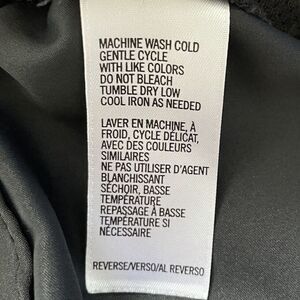 MACHINE WASH COLD
GENTLE CYCLE
WITH LIKE COLORS
DO NOT BLEACH
TUMBLE DRY LOW
COOL IRON AS NEEDED
LAVER EN MACHINE, À
FROID, CYCLE DÉLICAT,
AVEC DES COULEURS
SIMILAIRES
NE PAS UTILISER D'AGENT
BLANCHISSANT
SÉCHOIR, BASSE
TEMPÉRATURE
REPASSAGE À BASSE
TEMPÉRATURE SI
NÉCESSAIRE
REVERSE/VERSO/AL REVERSO